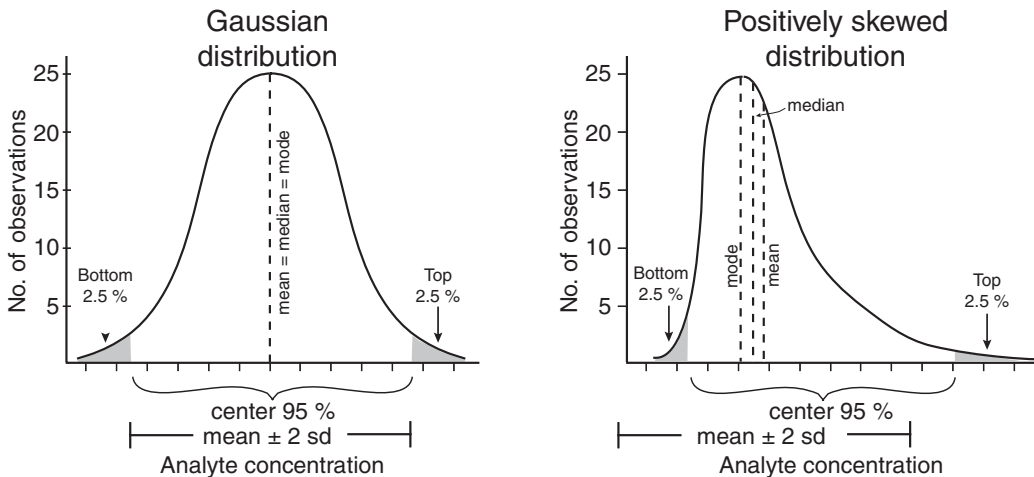 Gaussian
distribution
No. of observations
25
20
15
10
5
Bottom
2.5 %
mean = median = mode
Top
2.5 %
center 95 %
mean ± 2 sd
Analyte concentration
Positively skewed
distribution
No. of observations
25
20
15
10
5
median
mode
mean
Bottom
2.5 %
Top
2.5 %
center 95 %
mean ± 2 sd
Analyte concentration